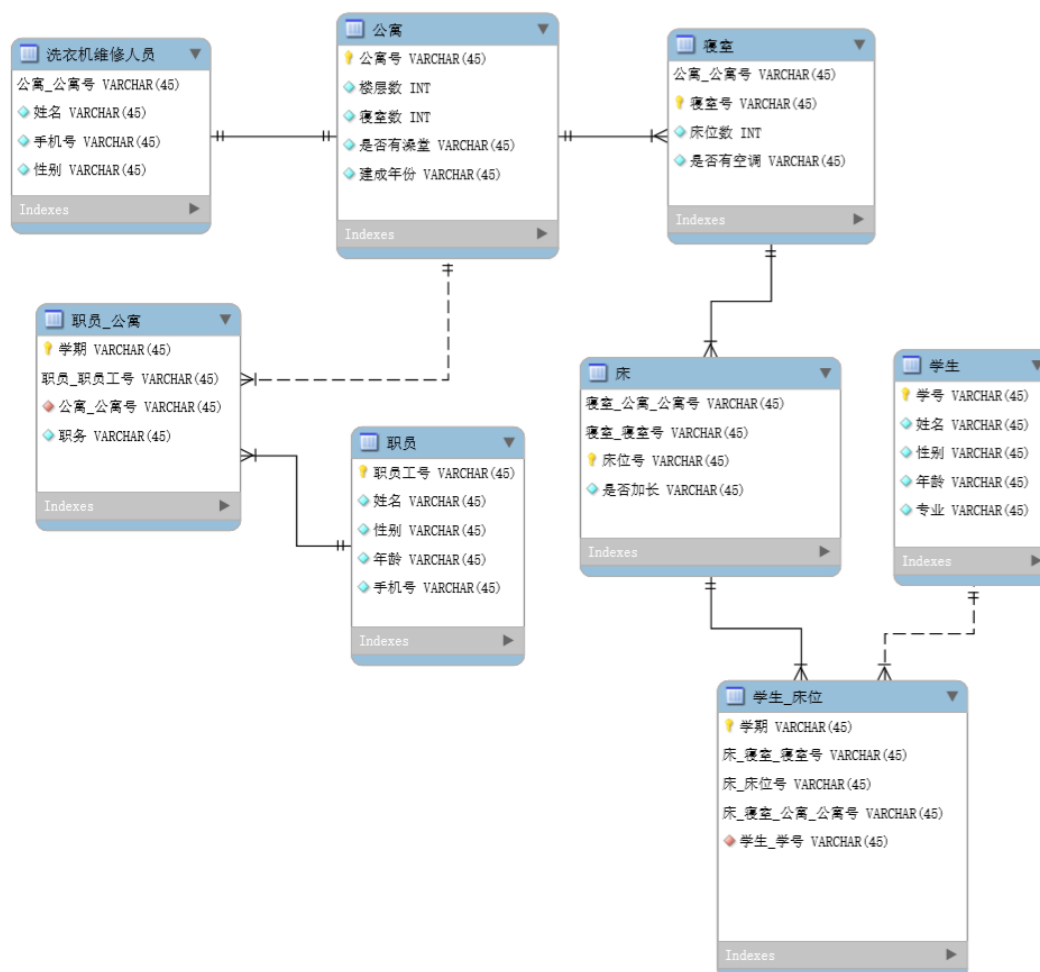 洗衣机维修人员
公寓_公寓号 VARCHAR(45)
姓名 VARCHAR(45)
手机号 VARCHAR(45)
性别 VARCHAR(45)
Indexes
公寓
公寓号 VARCHAR(45)
楼层数 INT
寝室数 INT
是否有澡堂 VARCHAR(45)
建成年份 VARCHAR(45)
Indexes
寝室
公寓_公寓号 VARCHAR(45)
寝室号 VARCHAR(45)
床位数 INT
是否有空调 VARCHAR(45)
Indexes
职员_公寓
学期 VARCHAR(45)
职员_职员工号 VARCHAR(45)
公寓_公寓号 VARCHAR(45)
职务 VARCHAR(45)
Indexes
职员
职员工号 VARCHAR(45)
姓名 VARCHAR(45)
性别 VARCHAR(45)
年龄 VARCHAR(45)
手机号 VARCHAR(45)
Indexes
床
寝室_公寓_公寓号 VARCHAR(45)
寝室_寝室号 VARCHAR(45)
床位号 VARCHAR(45)
是否加长 VARCHAR(45)
Indexes
学生
学号 VARCHAR(45)
姓名 VARCHAR(45)
性别 VARCHAR(45)
年龄 VARCHAR(45)
专业 VARCHAR(45)
Indexes
学生_床位
学期 VARCHAR(45)
床_寝室_寝室号 VARCHAR(45)
床_床位号 VARCHAR(45)
床_寝室_公寓_公寓号 VARCHAR(45)
学生_学号 VARCHAR(45)
Indexes